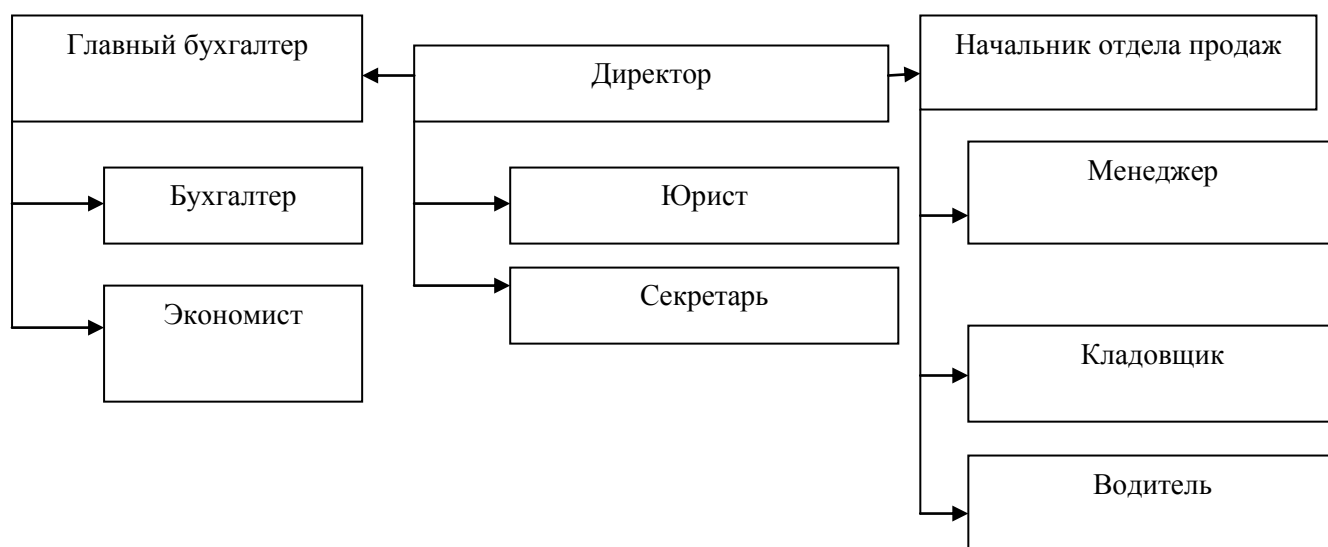 Главный бухгалтер
Директор
Начальник отдела продаж
Бухгалтер
Юрист
Менеджер
Экономист
Секретарь
Кладовщик
Водитель